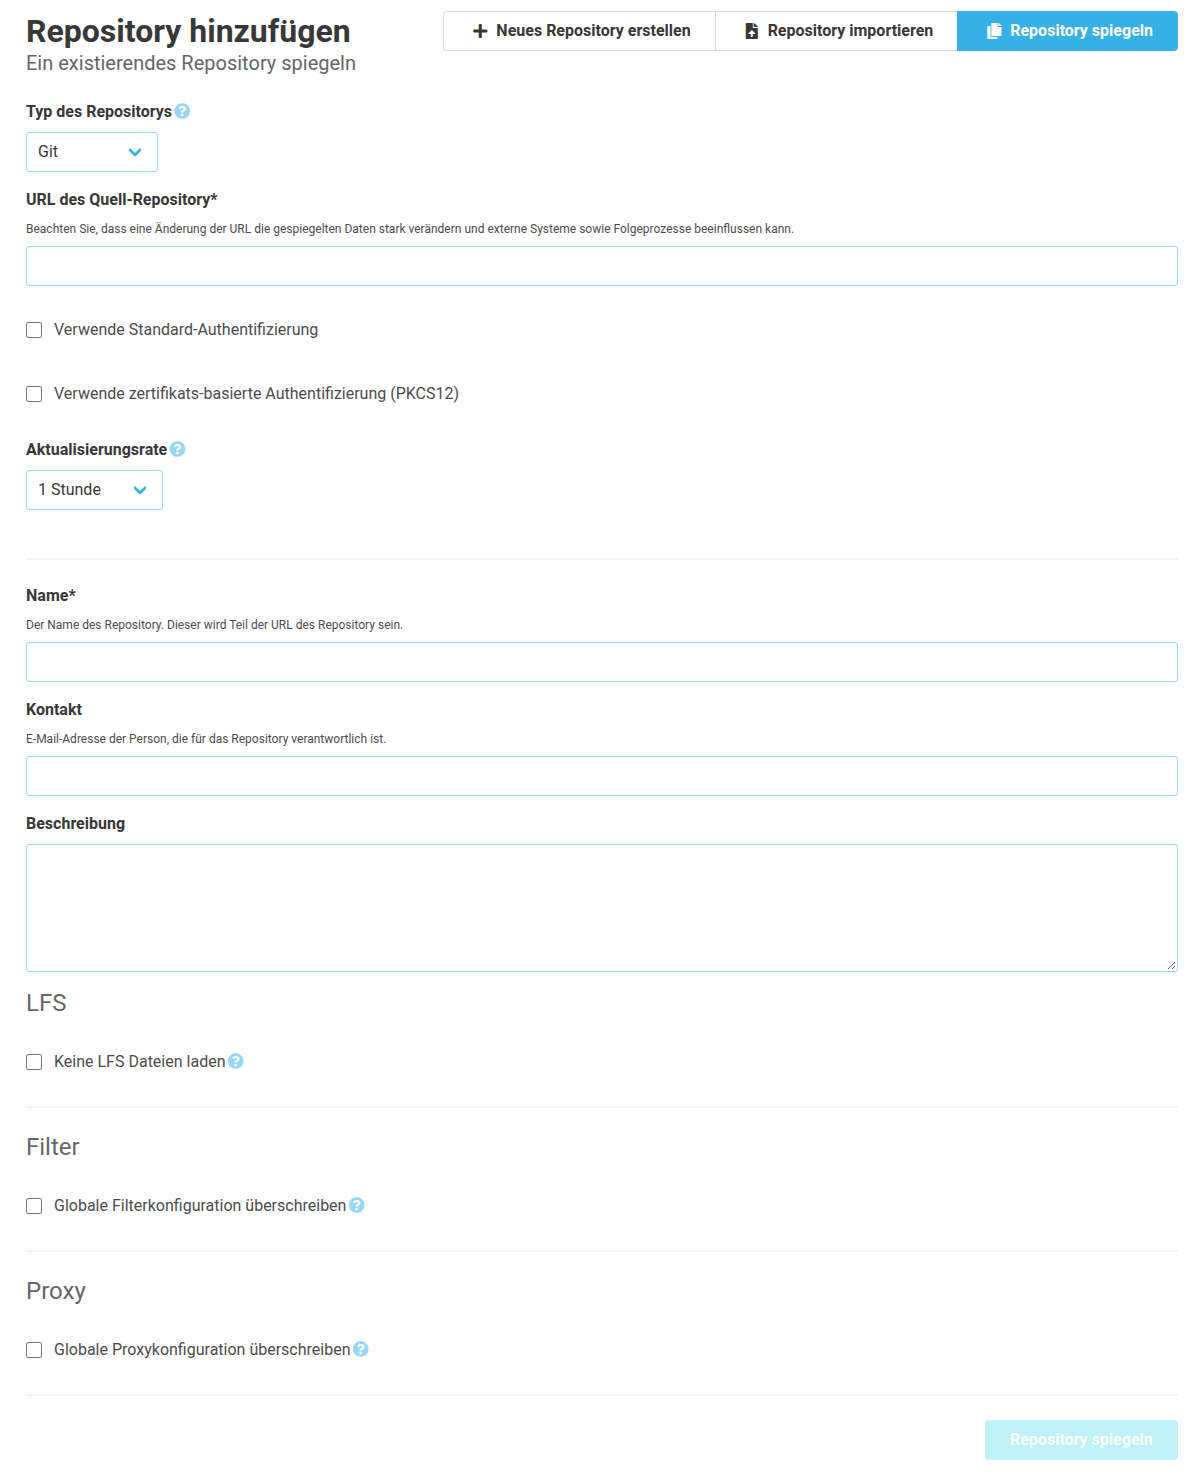 Repository hinzufügen
Neues Repository erstellen
Repository importieren
Repository spiegeln
Ein existierendes Repository spiegeln
Typ des Repositorys
Git
URL des Quell-Repository*
Beachten Sie, dass eine Änderung der URL die gespiegelten Daten stark verändern und externe Systeme sowie Folgeprozesse beeinflussen kann.
Verwende Standard-Authentifizierung
Verwende zertifikats-basierte Authentifizierung (PKCS12)
Aktualisierungsrate
1 Stunde
Name*
Der Name des Repository. Dieser wird Teil der URL des Repository sein.
Kontakt
E-Mail-Adresse der Person, die für das Repository verantwortlich ist.
Beschreibung
LFS
Keine LFS Dateien laden
Filter
Globale Filterkonfiguration überschreiben
Proxy
Globale Proxykonfiguration überschreiben
Repository spiegeln